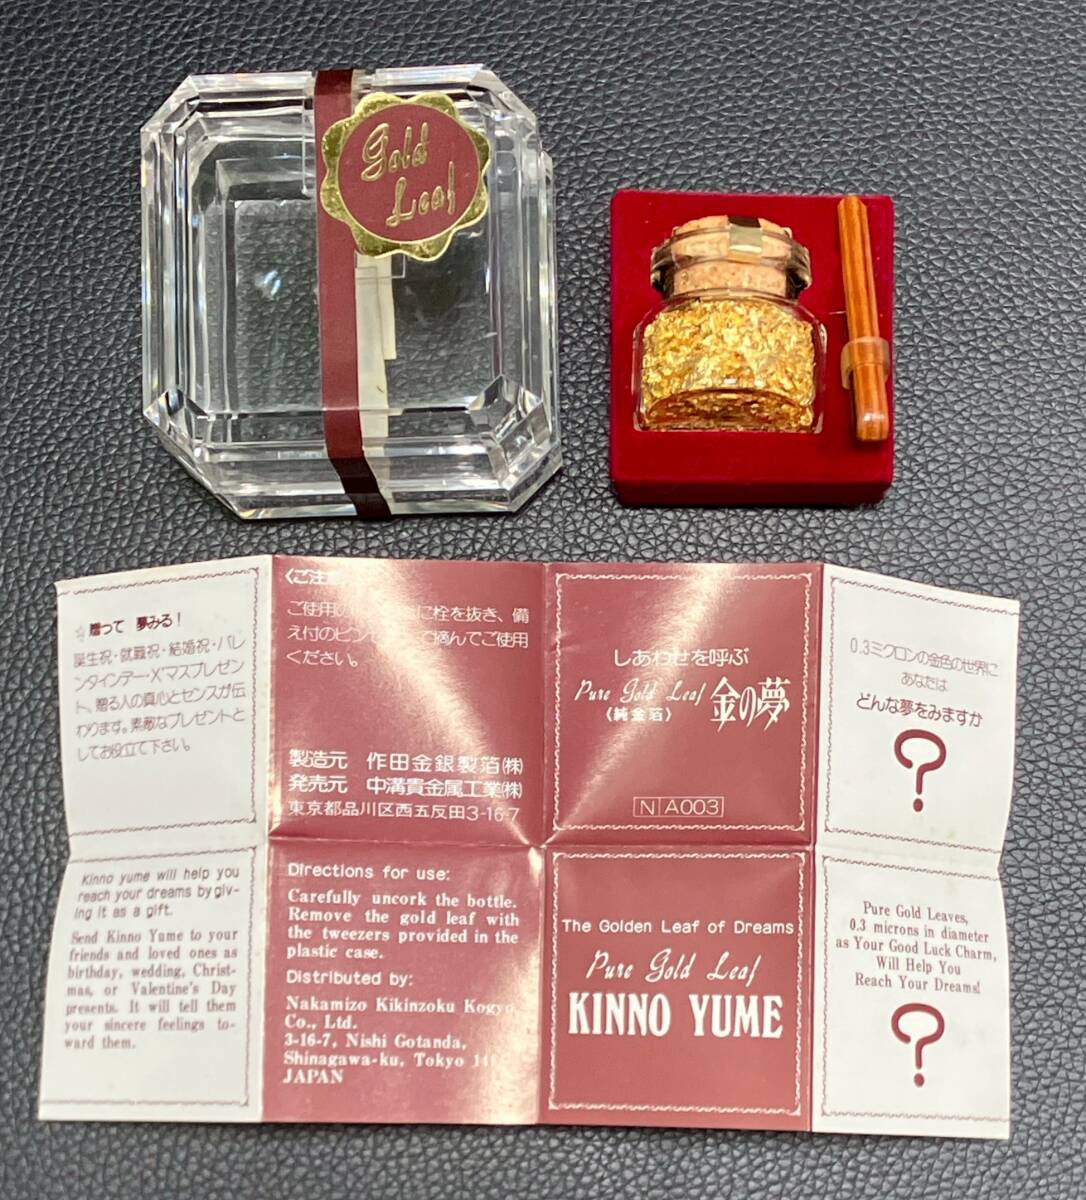 Gold
Leaf
☆贈って 夢みる!
誕生祝・就職祝・結婚祝・バレ
ンタインデー・X'マスプレゼン
ト、贈る人の真心とセンスが伝
わります。素敵なプレゼントと
してお役立て下さい。
〈ご注
ご使用の に栓を抜き、備
え付のピン て摘んでご使用
ください。
製造元 作田金銀製箔㈱
発売元 中溝貴金属工業㈱
東京都品川区西五反田3-16-7
しあわせを呼ぶ
Pure Gold Leaf 金の夢
〈純金箔〉
N A003
0.3ミクロンの金色の世界に
あなたは
どんな夢をみますか
?
Kinno yume will help you
reach your dreams by giv-
ing it as a gift.
Send Kinno Yume to your
friends and loved ones as
birthday, wedding, Christ-
mas, or Valentine's Day
presents. It will tell them
your sincere feelings to-
ward them.
Directions for use:
Carefully uncork the bottle.
Remove the gold leaf with
the tweezers provided in the
plastic case.
Distributed by:
Nakamizo Kikinzoku Kogyo
Co., Ltd.
3-16-7, Nishi Gotanda,
Shinagawa-ku, Tokyo
JAPAN
The Golden Leaf of Dreams
Pure Gold Leaf
KINNO YUME
Pure Gold Leaves,
0.3 microns in diameter
as Your Good Luck Charm,
Will Help You
Reach Your Dreams!
?